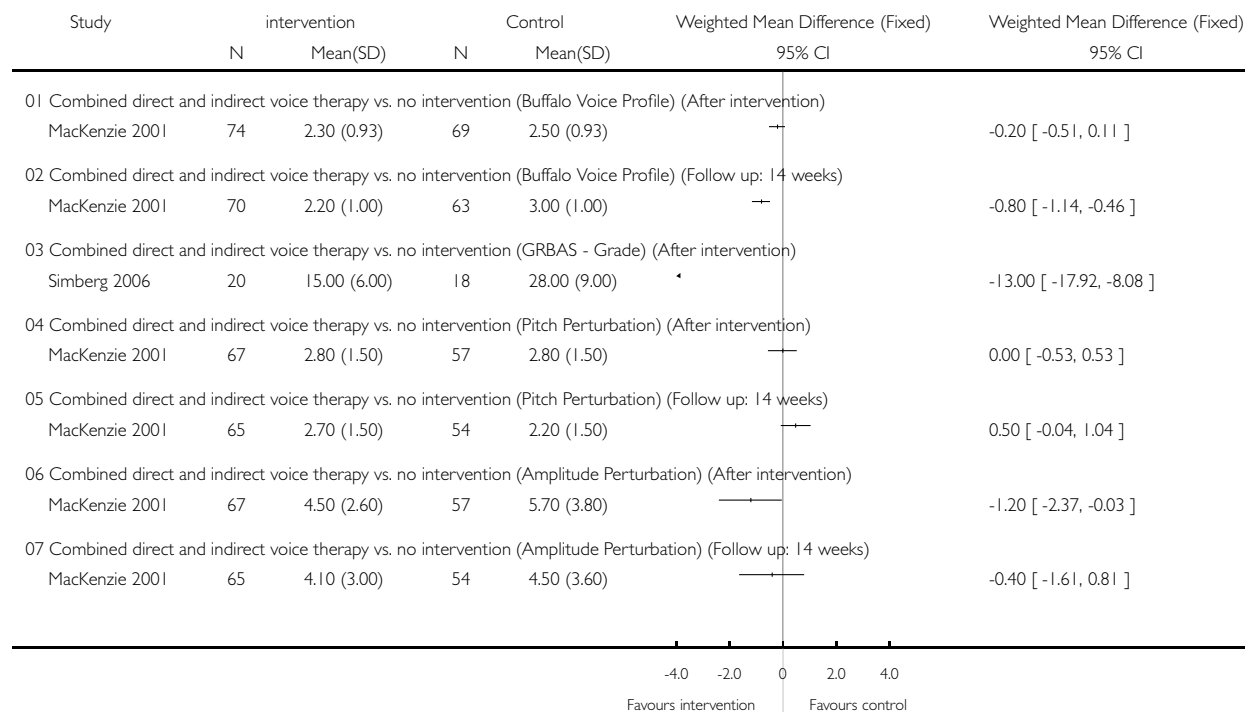 Study intervention Control Weighted Mean Difference (Fixed) Weighted Mean Difference (Fixed)
N Mean(SD) N Mean(SD) 95% CI 95% CI
01 Combined direct and indirect voice therapy vs. no intervention (Buffalo Voice Profile) (After intervention)
MacKenzie 2001 74 2.30 (0.93) 69 2.50 (0.93) -0.20 [ -0.51, 0.11 ]
02 Combined direct and indirect voice therapy vs. no intervention (Buffalo Voice Profile) (Follow up: 14 weeks)
MacKenzie 2001 70 2.20 (1.00) 63 3.00 (1.00) -0.80 [ -1.14, -0.46 ]
03 Combined direct and indirect voice therapy vs. no intervention (GRBAS - Grade) (After intervention)
Simberg 2006 20 15.00 (6.00) 18 28.00 (9.00) -13.00 [ -17.92, -8.08 ]
04 Combined direct and indirect voice therapy vs. no intervention (Pitch Perturbation) (After intervention)
MacKenzie 2001 67 2.80 (1.50) 57 2.80 (1.50) 0.00 [ -0.53, 0.53 ]
05 Combined direct and indirect voice therapy vs. no intervention (Pitch Perturbation) (Follow up: 14 weeks)
MacKenzie 2001 65 2.70 (1.50) 54 2.20 (1.50) 0.50 [ -0.04, 1.04 ]
06 Combined direct and indirect voice therapy vs. no intervention (Amplitude Perturbation) (After intervention)
MacKenzie 2001 67 4.50 (2.60) 57 5.70 (3.80) -1.20 [ -2.37, -0.03 ]
07 Combined direct and indirect voice therapy vs. no intervention (Amplitude Perturbation) (Follow up: 14 weeks)
MacKenzie 2001 65 4.10 (3.00) 54 4.50 (3.60) -0.40 [ -1.61, 0.81 ]
-4.0 -2.0 0 2.0 4.0
Favours intervention Favours control